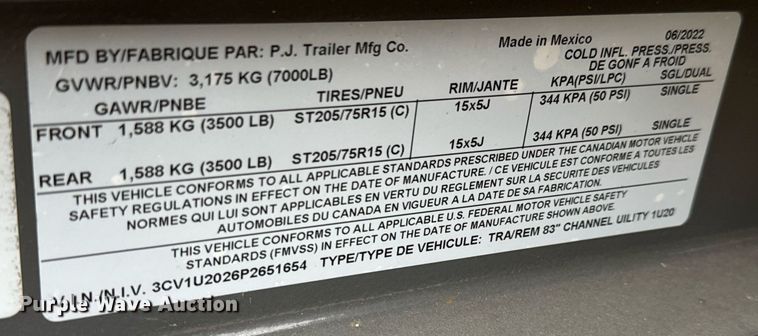 MFD BY/FABRIQUE PAR: P.J. Trailer Mfg Co. Made in Mexico 06/2022
GVWR/PNBV: 3,175 KG (7000LB) COLD INFL. PRESS./PRESS.
DE GONF A FROID
GAWR/PNBE TIRES/PNEU RIM/JANTE KPA(PSI/LPC) SGL/DUAL
FRONT 1,588 KG (3500 LB) ST205/75R15 (C) 15x5J 344 KPA (50 PSI) SINGLE
REAR 1,588 KG (3500 LB) ST205/75R15 (C) 15x5J 344 KPA (50 PSI) SINGLE
THIS VEHICLE CONFORMS TO ALL APPLICABLE STANDARDS PRESCRIBED UNDER THE CANADIAN MOTOR VEHICLE
SAFETY REGULATIONS IN EFFECT ON THE DATE OF MANUFACTURE. / CE VEHICULE EST CONFORME A TOUTES LES
NORMES QUI LUI SONT APPLICABLES EN VERTU DU REGLEMENT SUR LA SECURITE DES VEHICULES
AUTOMOBILES DU CANADA EN VIGUEUR A LA DATE DE SA FABRICATION.
THIS VEHICLE CONFORMS TO ALL APPLICABLE U.S. FEDERAL MOTOR VEHICLE SAFETY
STANDARDS (FMVSS) IN EFFECT ON THE DATE OF MANUFACTURE SHOWN ABOVE.
V.I.N./N.I.V. 3CV1U2026P2651654 TYPE/TYPE DE VEHICULE: TRA/REM 83" CHANNEL UILITY 1U20
Purple Wave Auction